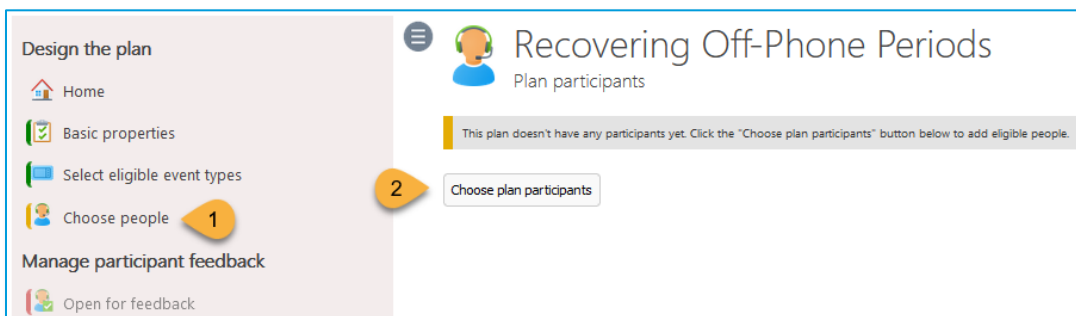 Design the plan
Home
Basic properties
Select eligible event types
Choose people
1
Manage participant feedback
Open for feedback
Recovering Off-Phone Periods
Plan participants
This plan doesn't have any participants yet. Click the "Choose plan participants" button below to add eligible people.
2
Choose plan participants